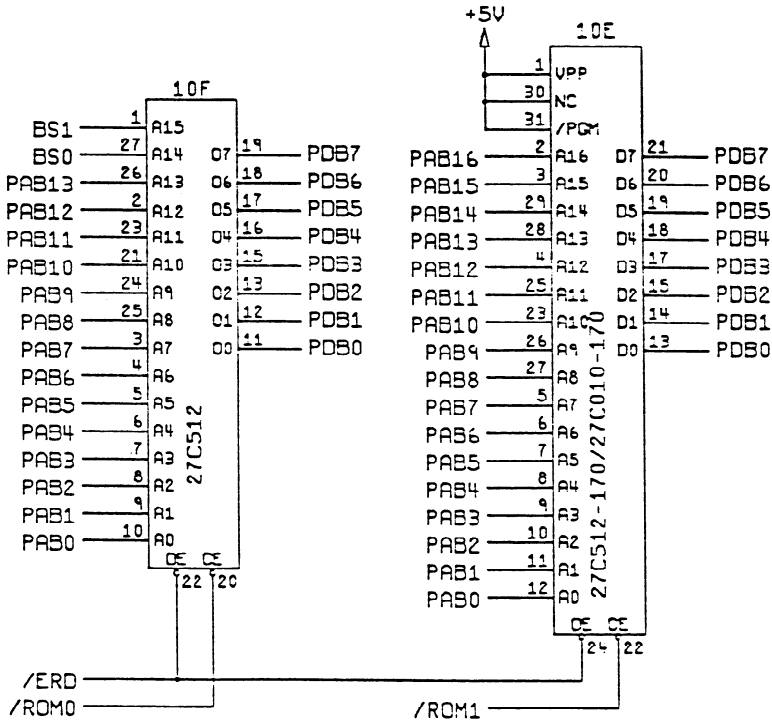 +5V
10F
10E
BS1 1 A15
BS0 27 A14 D7 19 PDB7
PAB13 26 A13 D6 18 PDB6
PAB12 2 A12 D5 17 PDB5
PAB11 23 A11 D4 16 PDB4
PAB10 21 A10 D3 15 PDB3
PAB9 24 A9 D2 13 PDB2
PAB8 25 A8 D1 12 PDB1
PAB7 3 A7 D0 11 PDB0
PAB6 4 A6
PAB5 5 A5
PAB4 6 A4
PAB3 7 A3
PAB2 8 A2
PAB1 9 A1
PAB0 10 A0
27C512
OE CE
22 20
1 VPP
30 NC
31 /PGM
PAB16 2 A16 D7 21 PDB7
PAB15 3 A15 D6 20 PDB6
PAB14 29 A14 D5 19 PDB5
PAB13 28 A13 D4 18 PDB4
PAB12 4 A12 D3 17 PDB3
PAB11 25 A11 D2 15 PDB2
PAB10 23 A10 D1 14 PDB1
PAB9 26 A9 D0 13 PDB0
PAB8 27 A8
PAB7 5 A7
PAB6 6 A6
PAB5 7 A5
PAB4 8 A4
PAB3 9 A3
PAB2 10 A2
PAB1 11 A1
PAB0 12 A0
27C512-170/27C010-170
OE CE
24 22
/ERD
/ROM0
/ROM1